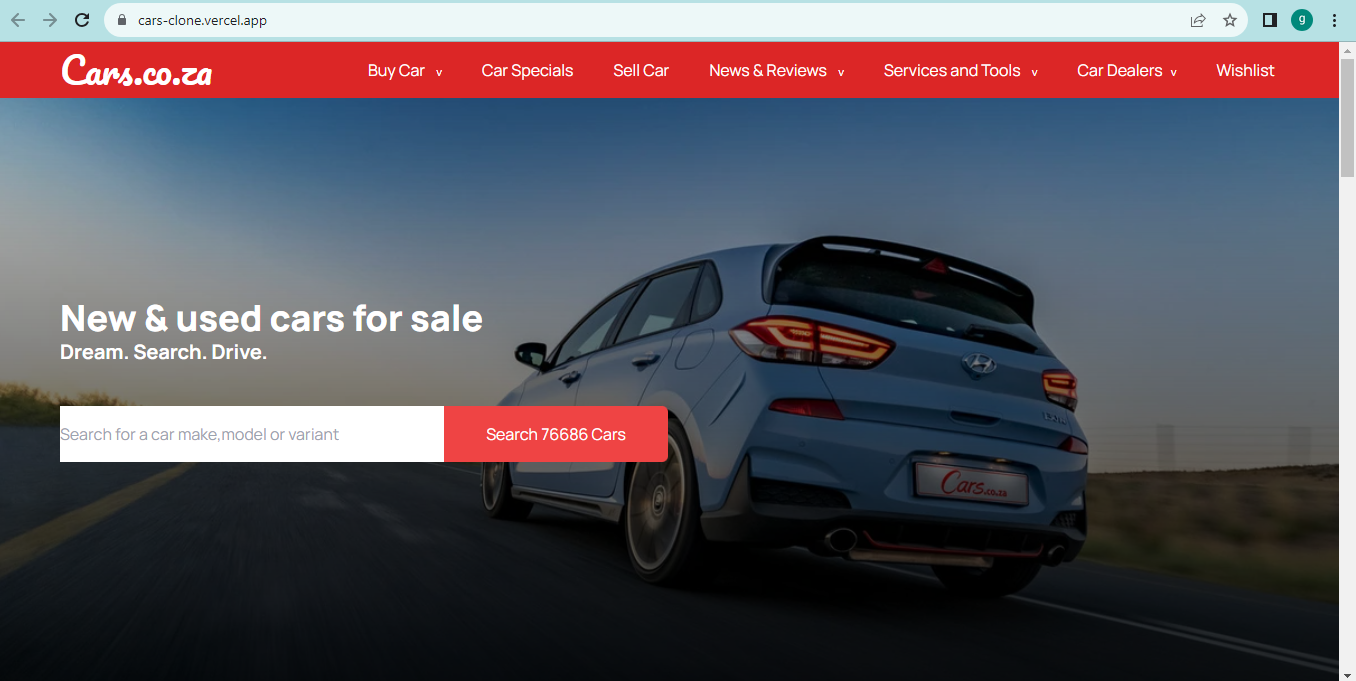 cars-clone.vercel.app
g
Cars.co.za
Buy Car v Car Specials Sell Car News & Reviews v Services and Tools v Car Dealers v Wishlist
New & used cars for sale
Dream. Search. Drive.
Search for a car make,model or variant Search 76686 Cars
Cars.co.za